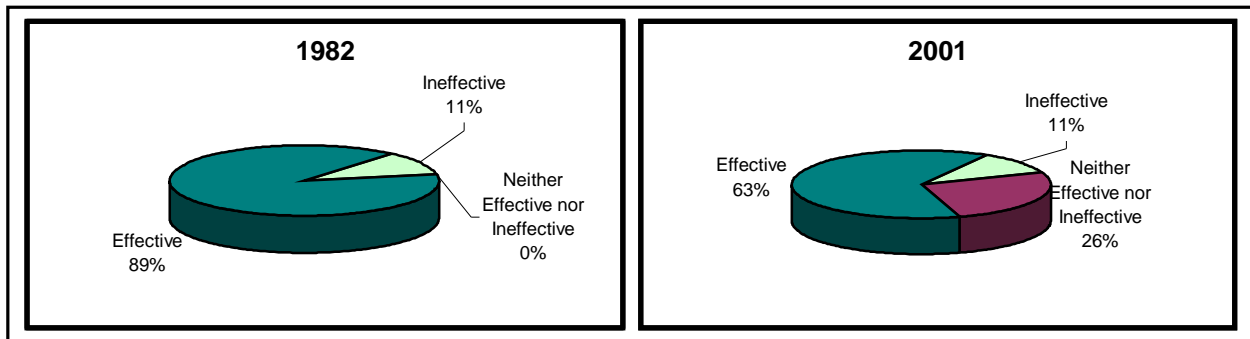 1982
Ineffective
11%
Neither
Effective nor
Ineffective
0%
Effective
89%
2001
Ineffective
11%
Effective
63%
Neither
Effective nor
Ineffective
26%